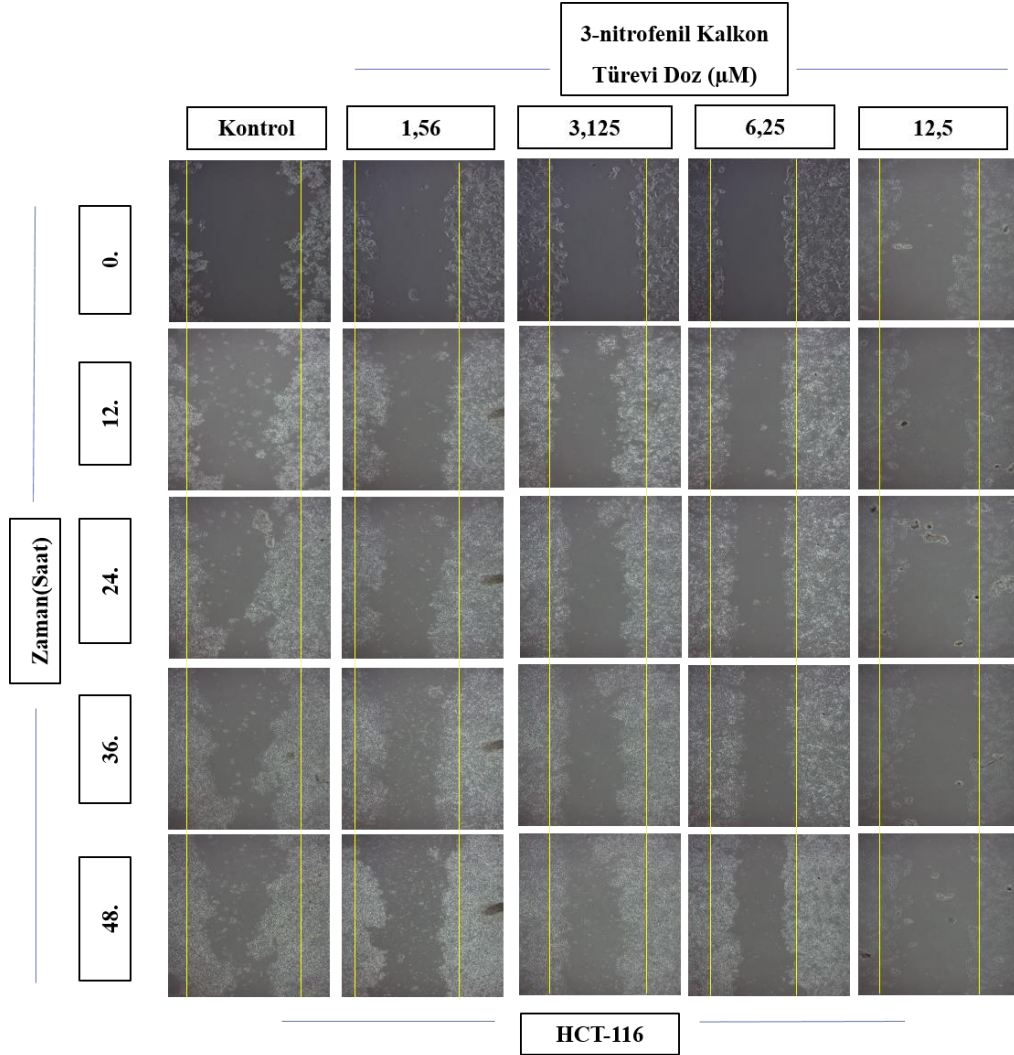 3-nitrofenil Kalkon
Türevi Doz (μM)
Kontrol
1,56
3,125
6,25
12,5
Zaman(Saat)
0.
12.
24.
36.
48.
HCT-116